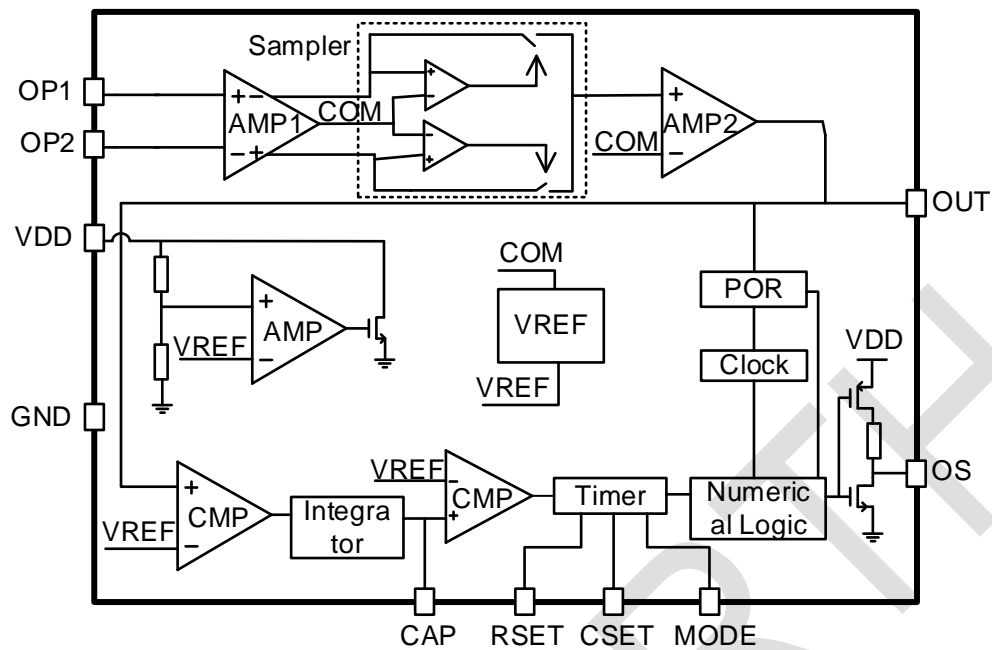 Sampler
OP1
+ −
AMP1
− +
COM
OP2
+
−
−
+
+
AMP2
COM
−
OUT
VDD
+
AMP
VREF
−
COM
VREF
VREF
POR
Clock
VDD
GND
OS
+
CMP
VREF
−
Integra
tor
VREF
−
CMP
+
Timer
Numeric
al Logic
CAP
RSET
CSET
MODE
RTH